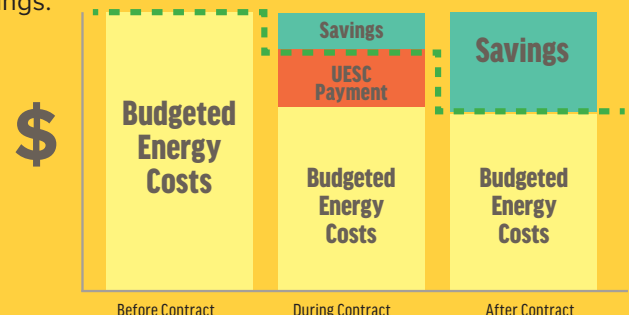 $
Budgeted
Energy
Costs
Savings
UESC
Payment
Budgeted
Energy
Costs
Savings
Budgeted
Energy
Costs
Before Contract
During Contract
After Contract